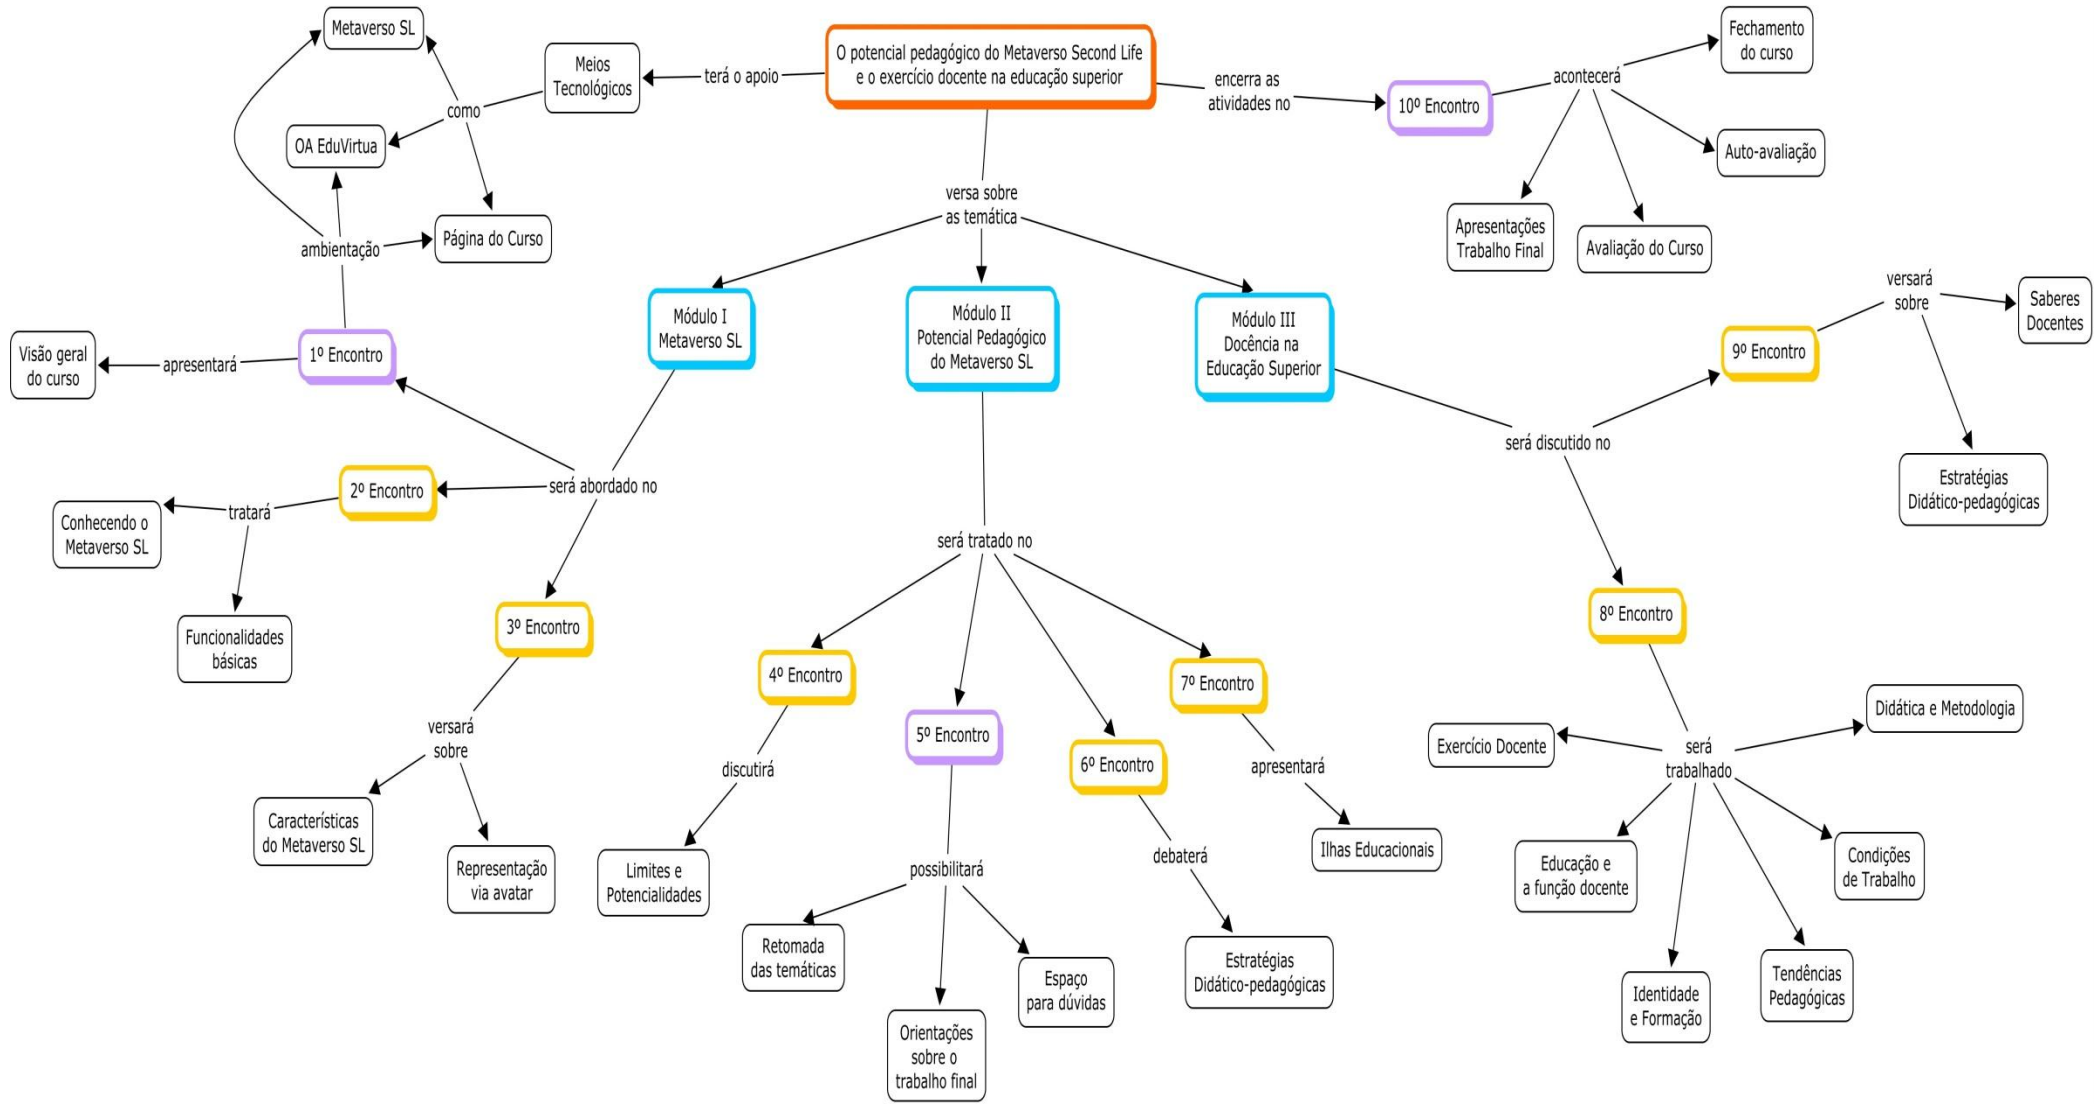 O potencial pedagógico do Metaverso Second Life
e o exercício docente na educação superior
terá o apoio
Meios
Tecnológicos
como
Metaverso SL
OA EduVirtua
Página do Curso
ambientação
encerra as
atividades no
10º Encontro
acontecerá
Fechamento
do curso
Auto-avaliação
Avaliação do Curso
Apresentações
Trabalho Final
versa sobre
as temática
Módulo I
Metaverso SL
Módulo II
Potencial Pedagógico
do Metaverso SL
Módulo III
Docência na
Educação Superior
será abordado no
1º Encontro
apresentará
Visão geral
do curso
2º Encontro
tratará
Conhecendo o
Metaverso SL
Funcionalidades
básicas
3º Encontro
versará
sobre
Características
do Metaverso SL
Representação
via avatar
será tratado no
4º Encontro
discutirá
Limites e
Potencialidades
5º Encontro
possibilitará
Retomada
das temáticas
Orientações
sobre o
trabalho final
Espaço
para dúvidas
6º Encontro
debaterá
Estratégias
Didático-pedagógicas
7º Encontro
apresentará
Ilhas Educacionais
será discutido no
8º Encontro
será
trabalhado
Exercício Docente
Didática e Metodologia
Educação e
a função docente
Identidade
e Formação
Tendências
Pedagógicas
Condições
de Trabalho
9º Encontro
versará
sobre
Saberes
Docentes
Estratégias
Didático-pedagógicas